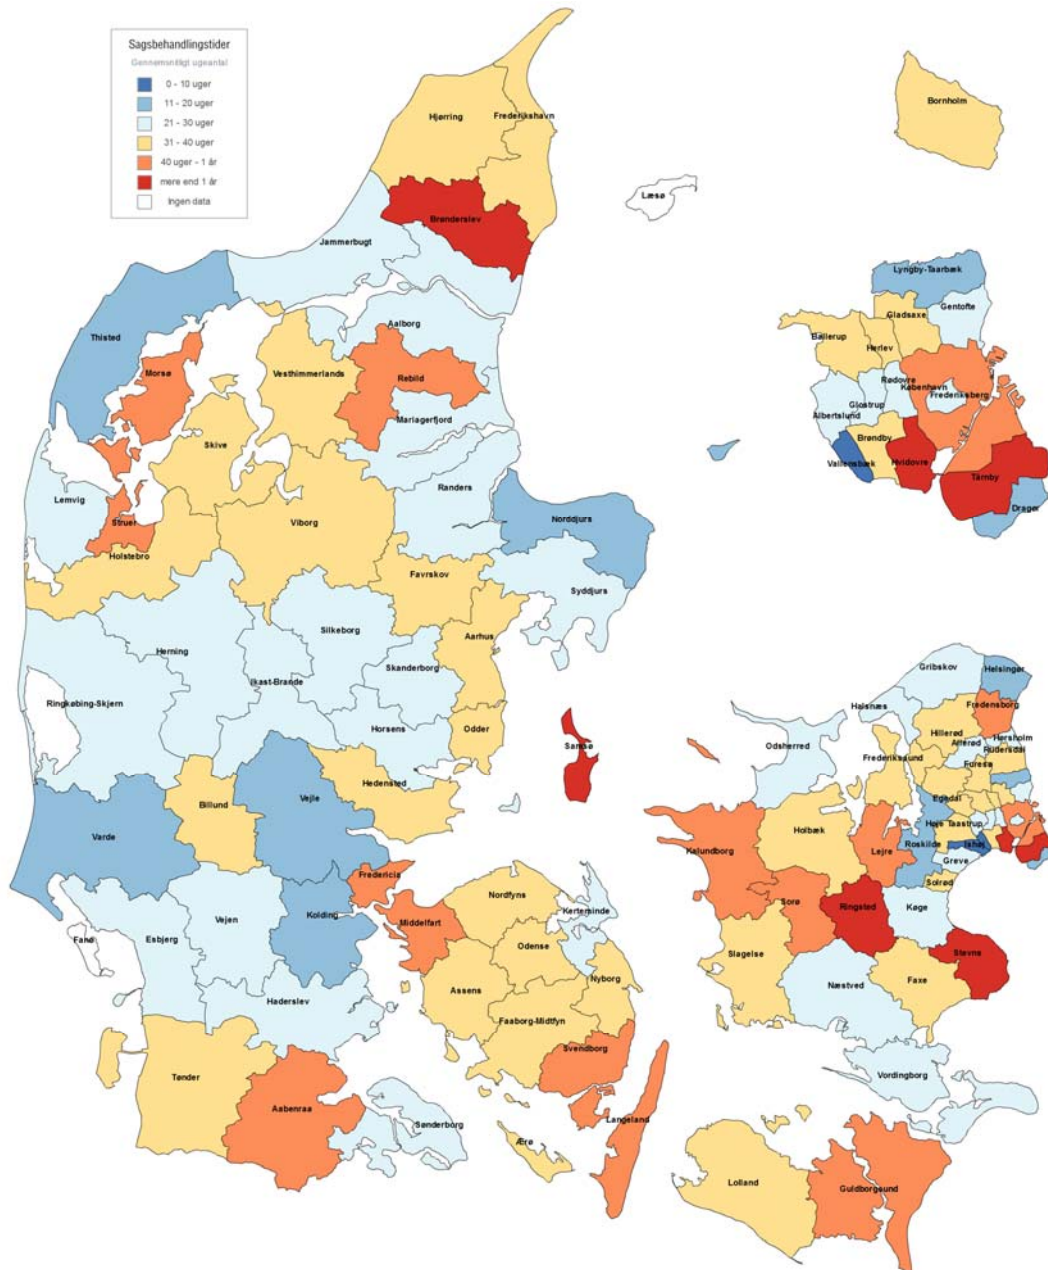 Sagsbehandlingstider
Gennemsnitligt ugeantal
0 - 10 uger
11 - 20 uger
21 - 30 uger
31 - 40 uger
40 uger - 1 år
mere end 1 år
Ingen data
Hjørring
Frederikshavn
Bornholm
Læsø
Brønderslev
Jammerbugt
Lyngby-Taarbæk
Gentofte
Gladsaxe
Aalborg
Thisted
Ballerup
Herlev
Morsø
Vesthimmerlands
Rebild
Rødovre
København
Frederiksberg
Glostrup
Albertslund
Mariagerfjord
Skive
Brøndby
Vallensbæk
Hvidovre
Tårnby
Dragør
Lemvig
Randers
Struer
Viborg
Norddjurs
Holstebro
Favrskov
Syddjurs
Silkeborg
Aarhus
Herning
Skanderborg
Ikast-Brande
Ringkøbing-Skjern
Horsens
Odder
Samsø
Gribskov
Helsingør
Halsnæs
Fredensborg
Hillerød
Hørsholm
Allerød
Rudersdal
Odsherred
Frederikssund
Furesø
Egedal
Hedensted
Billund
Vejle
Varde
Holbæk
Høje Taastrup
Kalundborg
Lejre
Roskilde
Ishøj
Greve
Solrød
Fredericia
Nordfyns
Sorø
Ringsted
Køge
Kerteminde
Middelfart
Kolding
Vejen
Esbjerg
Fanø
Odense
Slagelse
Stevns
Faxe
Næstved
Nyborg
Assens
Haderslev
Faaborg-Midtfyn
Svendborg
Vordingborg
Tønder
Aabenraa
Langeland
Sønderborg
Ærø
Lolland
Guldborgsund